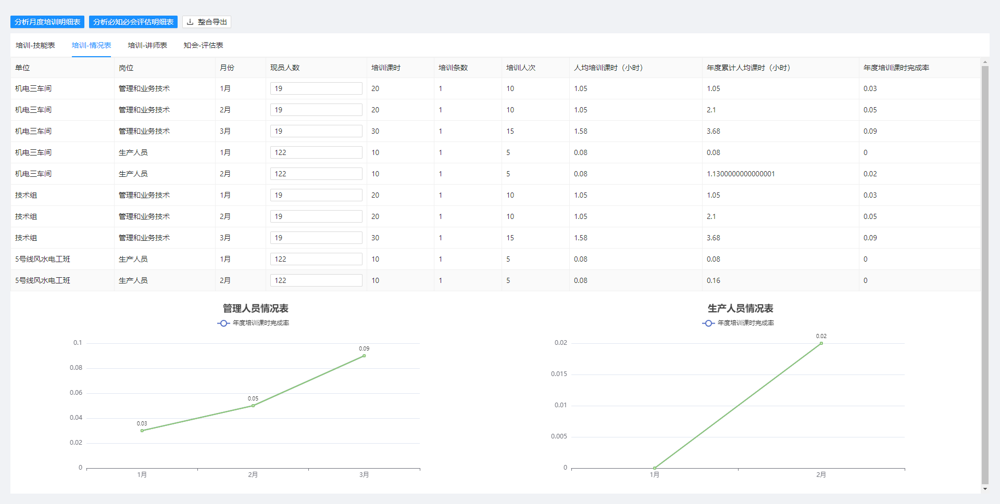 分析月度培训明细表 分析必知必会评估明细表 整合导出
培训-技能表 培训-情况表 培训-讲师表 知会-评估表
单位 岗位 月份 现员人数 培训课时 培训条数 培训人次 人均培训课时（小时） 年度累计人均课时（小时） 年度培训课时完成率
机电三车间 管理和业务技术 1月 19 20 1 10 1.05 1.05 0.03
机电三车间 管理和业务技术 2月 19 20 1 10 1.05 2.1 0.05
机电三车间 管理和业务技术 3月 19 30 1 15 1.58 3.68 0.09
机电三车间 生产人员 1月 122 10 1 5 0.08 0.08 0
机电三车间 生产人员 2月 122 10 1 5 0.08 1.1300000000000001 0.02
技术组 管理和业务技术 1月 19 20 1 10 1.05 1.05 0.03
技术组 管理和业务技术 2月 19 20 1 10 1.05 2.1 0.05
技术组 管理和业务技术 3月 19 30 1 15 1.58 3.68 0.09
5号线风水电工班 生产人员 1月 122 10 1 5 0.08 0.08 0
5号线风水电工班 生产人员 2月 122 10 1 5 0.08 0.16 0
管理人员情况表
年度培训课时完成率
0.1
0.08
0.06
0.04
0.02
0
0.03
0.05
0.09
1月 2月 3月
生产人员情况表
年度培训课时完成率
0.02
0.015
0.01
0.005
0
0.02
1月 2月